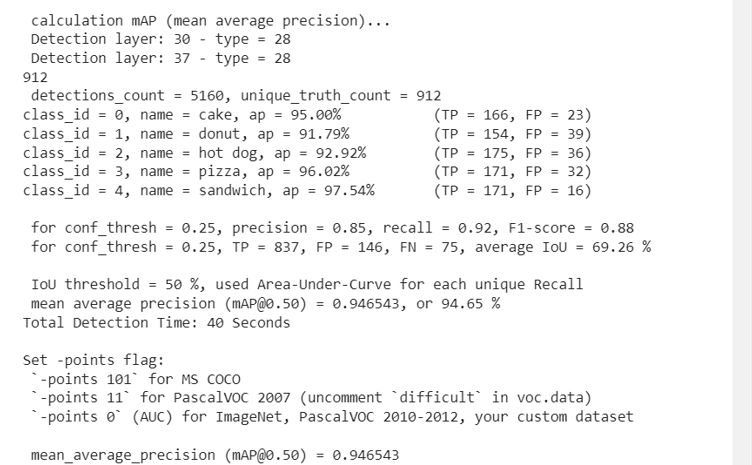 calculation mAP (mean average precision)...
Detection layer: 30 - type = 28
Detection layer: 37 - type = 28
912
detections_count = 5160, unique_truth_count = 912
class_id = 0, name = cake, ap = 95.00% (TP = 166, FP = 23)
class_id = 1, name = donut, ap = 91.79% (TP = 154, FP = 39)
class_id = 2, name = hot dog, ap = 92.92% (TP = 175, FP = 36)
class_id = 3, name = pizza, ap = 96.02% (TP = 171, FP = 32)
class_id = 4, name = sandwich, ap = 97.54% (TP = 171, FP = 16)
for conf_thresh = 0.25, precision = 0.85, recall = 0.92, F1-score = 0.88
for conf_thresh = 0.25, TP = 837, FP = 146, FN = 75, average IoU = 69.26 %
IoU threshold = 50 %, used Area-Under-Curve for each unique Recall
mean average precision (mAP@0.50) = 0.946543, or 94.65 %
Total Detection Time: 40 Seconds
Set -points flag:
`-points 101` for MS COCO
`-points 11` for PascalVOC 2007 (uncomment `difficult` in voc.data)
`-points 0` (AUC) for ImageNet, PascalVOC 2010-2012, your custom dataset
mean_average_precision (mAP@0.50) = 0.946543